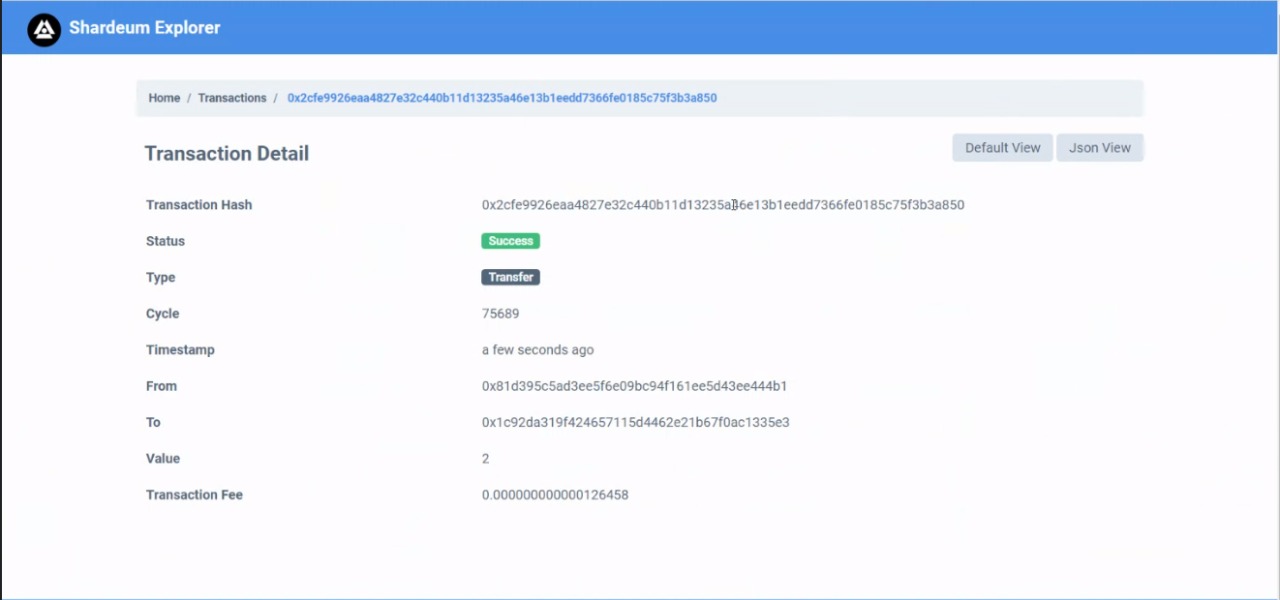 Shardeum Explorer
Home / Transactions / 0x2cfe9926eaa4827e32c440b11d13235a46e13b1eedd7366fe0185c75f3b3a850
Transaction Detail
Default View Json View
Transaction Hash 0x2cfe9926eaa4827e32c440b11d13235a46e13b1eedd7366fe0185c75f3b3a850
Status Success
Type Transfer
Cycle 75689
Timestamp a few seconds ago
From 0x81d395c5ad3ee5f6e09bc94f161ee5d43ee444b1
To 0x1c92da319f424657115d4462e21b67f0ac1335e3
Value 2
Transaction Fee 0.000000000000126458